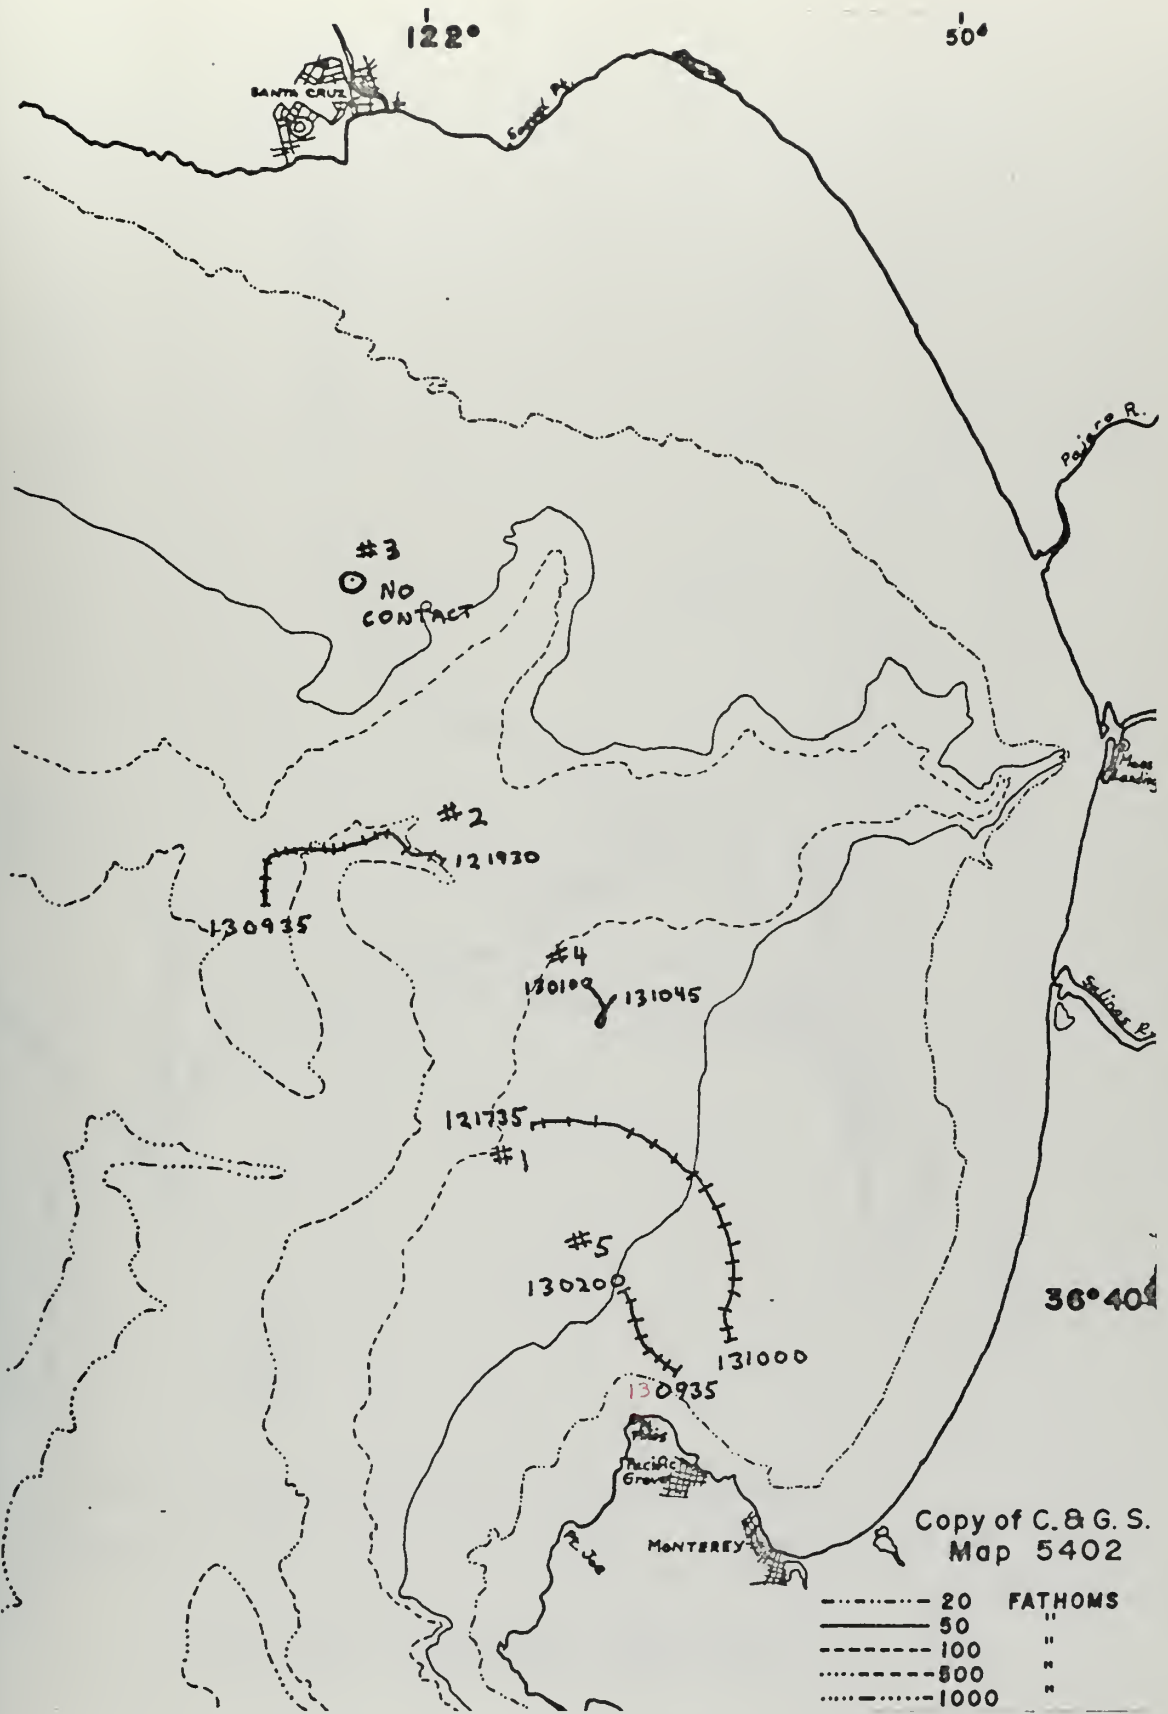 122°
50'
SANTA CRUZ
Soquel Pt.
Pajaro R.
#3
NO
CONTACT
Moss
Landing
#2
121930
130935
#4
130100
131045
Salinas R.
121735
#1
#5
130200
36°40
131000
130935
Pinos
Pacific
Grove
MONTEREY
Pt. Joe
Copy of C. & G. S.
Map 5402
20 FATHOMS
50 "
100 "
500 "
1000 "